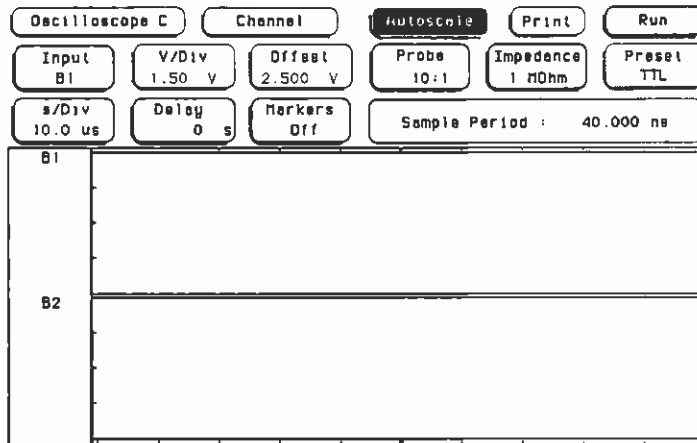 Oscilloscope C Channel Autoscale Print Run
Input V/Div Offset Probe Impedance Preset
B1 1.50 V 2.500 V 10:1 1 MOhm TTL
s/Div Delay Markers
10.0 us 0 s Off Sample Period : 40.000 ns
B1
B2